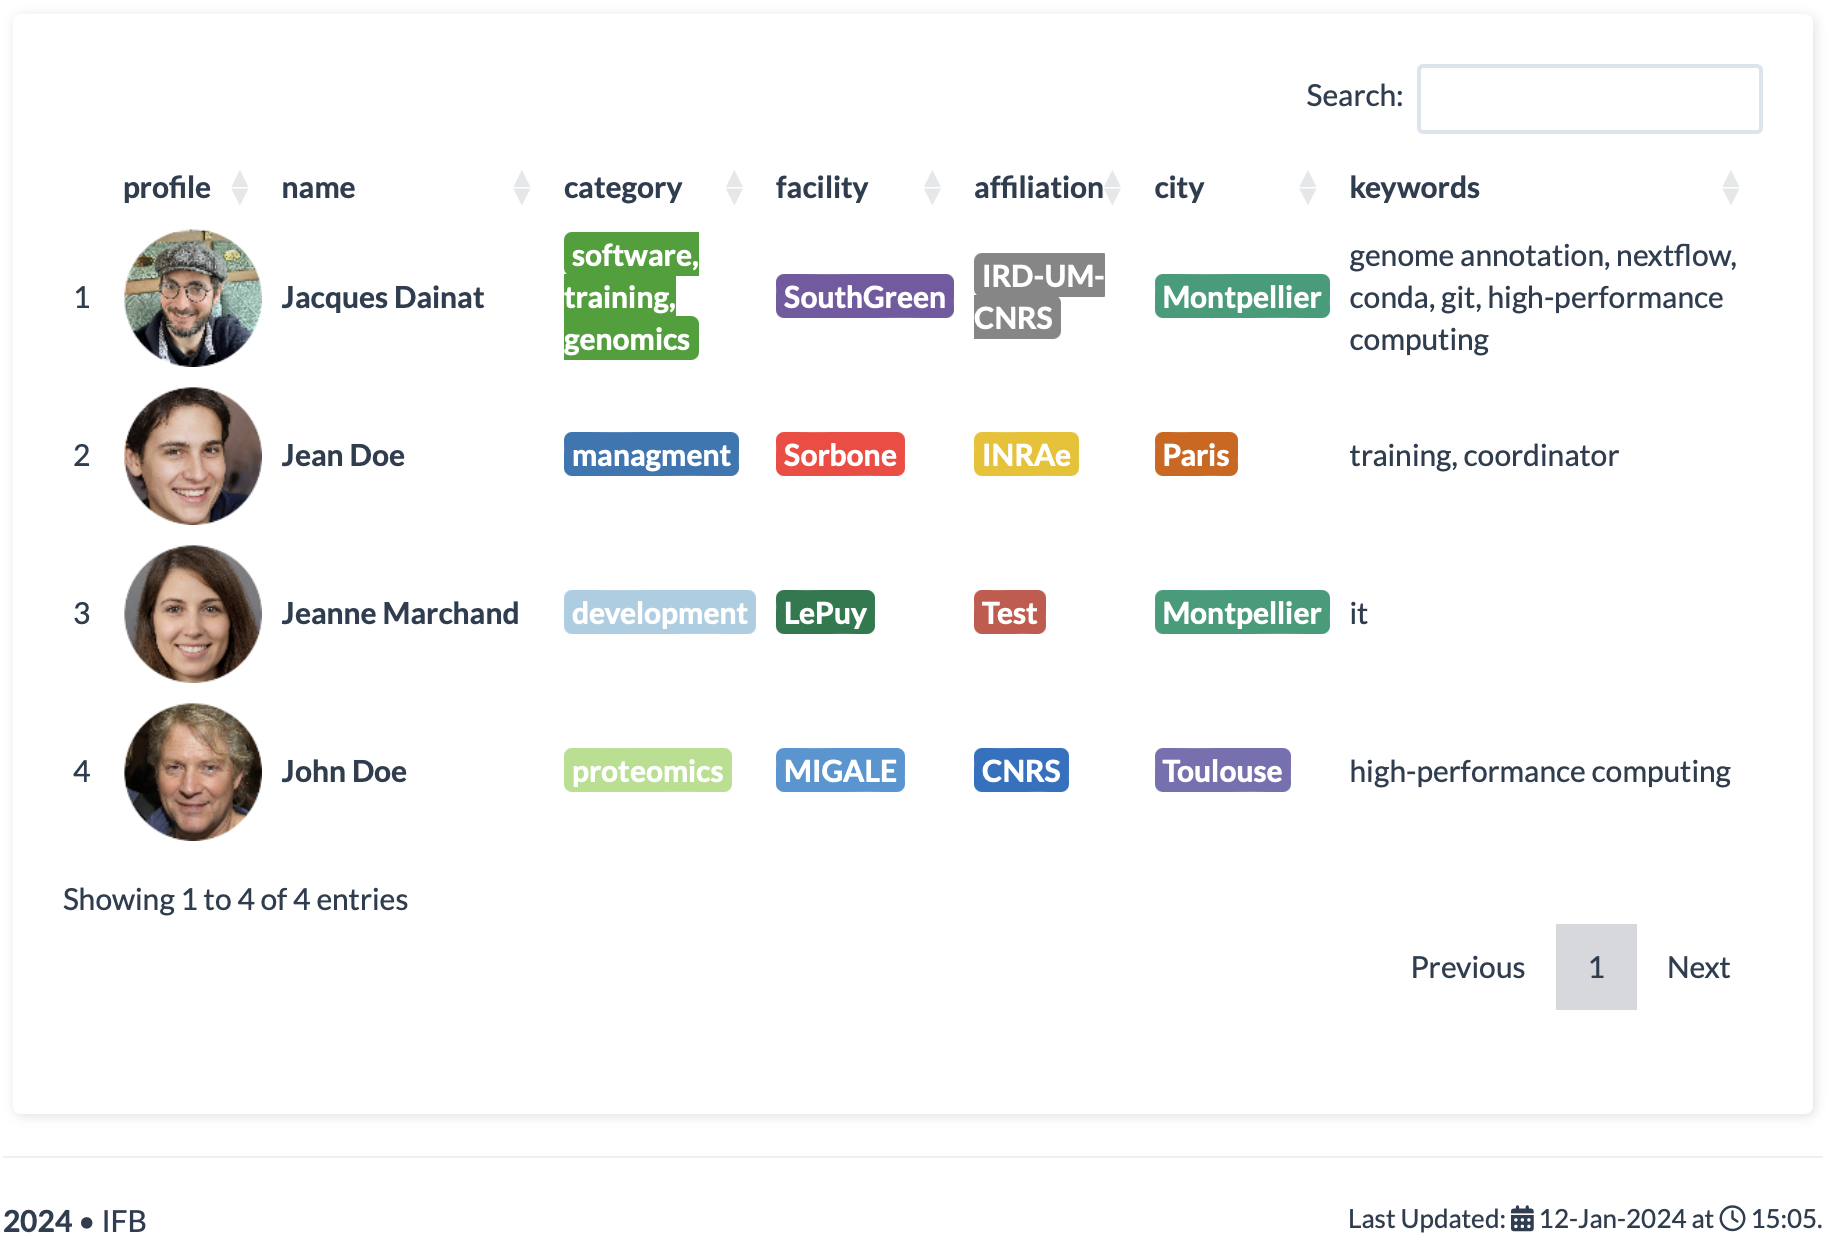 Search:
profile name category facility affiliation city keywords
1 Jacques Dainat software, training, genomics SouthGreen IRD-UM-CNRS Montpellier genome annotation, nextflow, conda, git, high-performance computing
2 Jean Doe managment Sorbone INRAe Paris training, coordinator
3 Jeanne Marchand development LePuy Test Montpellier it
4 John Doe proteomics MIGALE CNRS Toulouse high-performance computing
Showing 1 to 4 of 4 entries
Previous 1 Next
2024 • IFB
Last Updated: 12-Jan-2024 at 15:05.